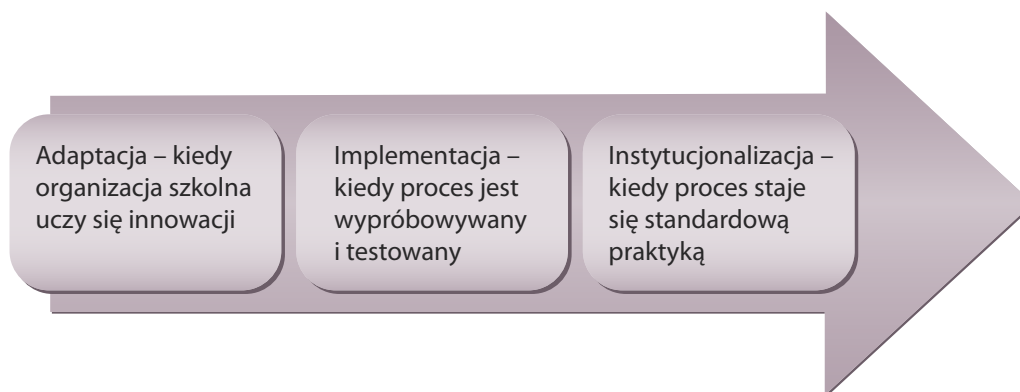 Adaptacja – kiedy
organizacja szkolna
uczy się innowacji
Implementacja –
kiedy proces jest
wypróbowywany
i testowany
Instytucjonalizacja –
kiedy proces staje
się standardową
praktyką